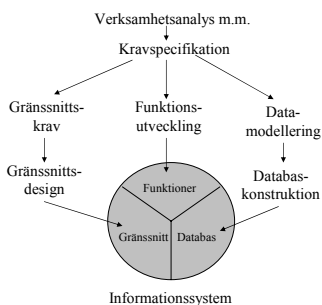 Verksamhetsanalys m.m.
Kravspecifikation
Gränssnitts-
krav
Funktions-
utveckling
Data-
modellering
Gränssnitts-
design
Databas-
konstruktion
Funktioner
Gränssnitt
Databas
Informationssystem